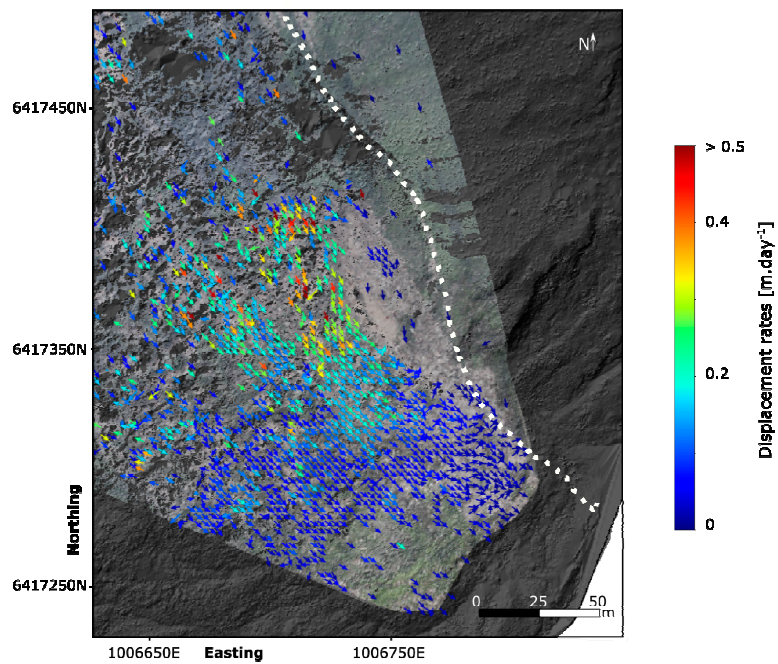 N
6417450N
> 0.5
0.4
6417350N
0.2
Displacement rates [m.day⁻¹]
Northing
0
6417250N
0 25 50
m
1006650E Easting 1006750E